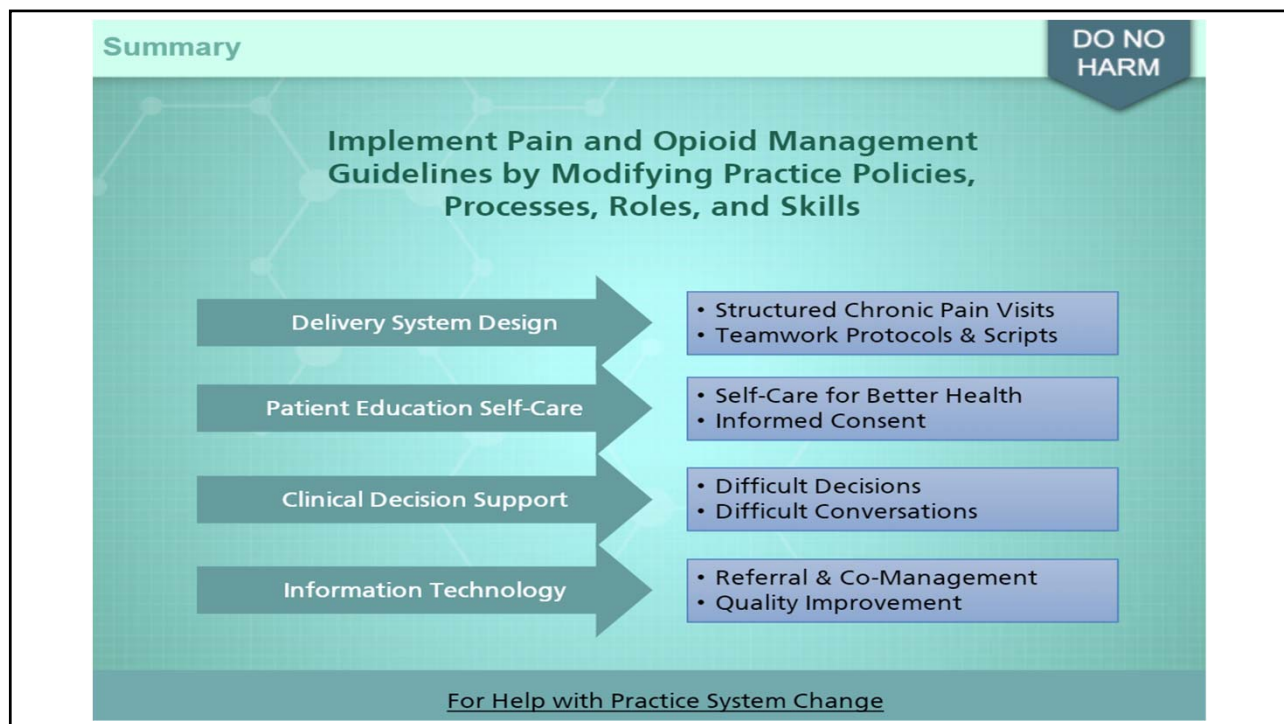 Summary
DO NO
HARM
Implement Pain and Opioid Management
Guidelines by Modifying Practice Policies,
Processes, Roles, and Skills
Delivery System Design
• Structured Chronic Pain Visits
• Teamwork Protocols & Scripts
Patient Education Self-Care
• Self-Care for Better Health
• Informed Consent
Clinical Decision Support
• Difficult Decisions
• Difficult Conversations
Information Technology
• Referral & Co-Management
• Quality Improvement
For Help with Practice System Change